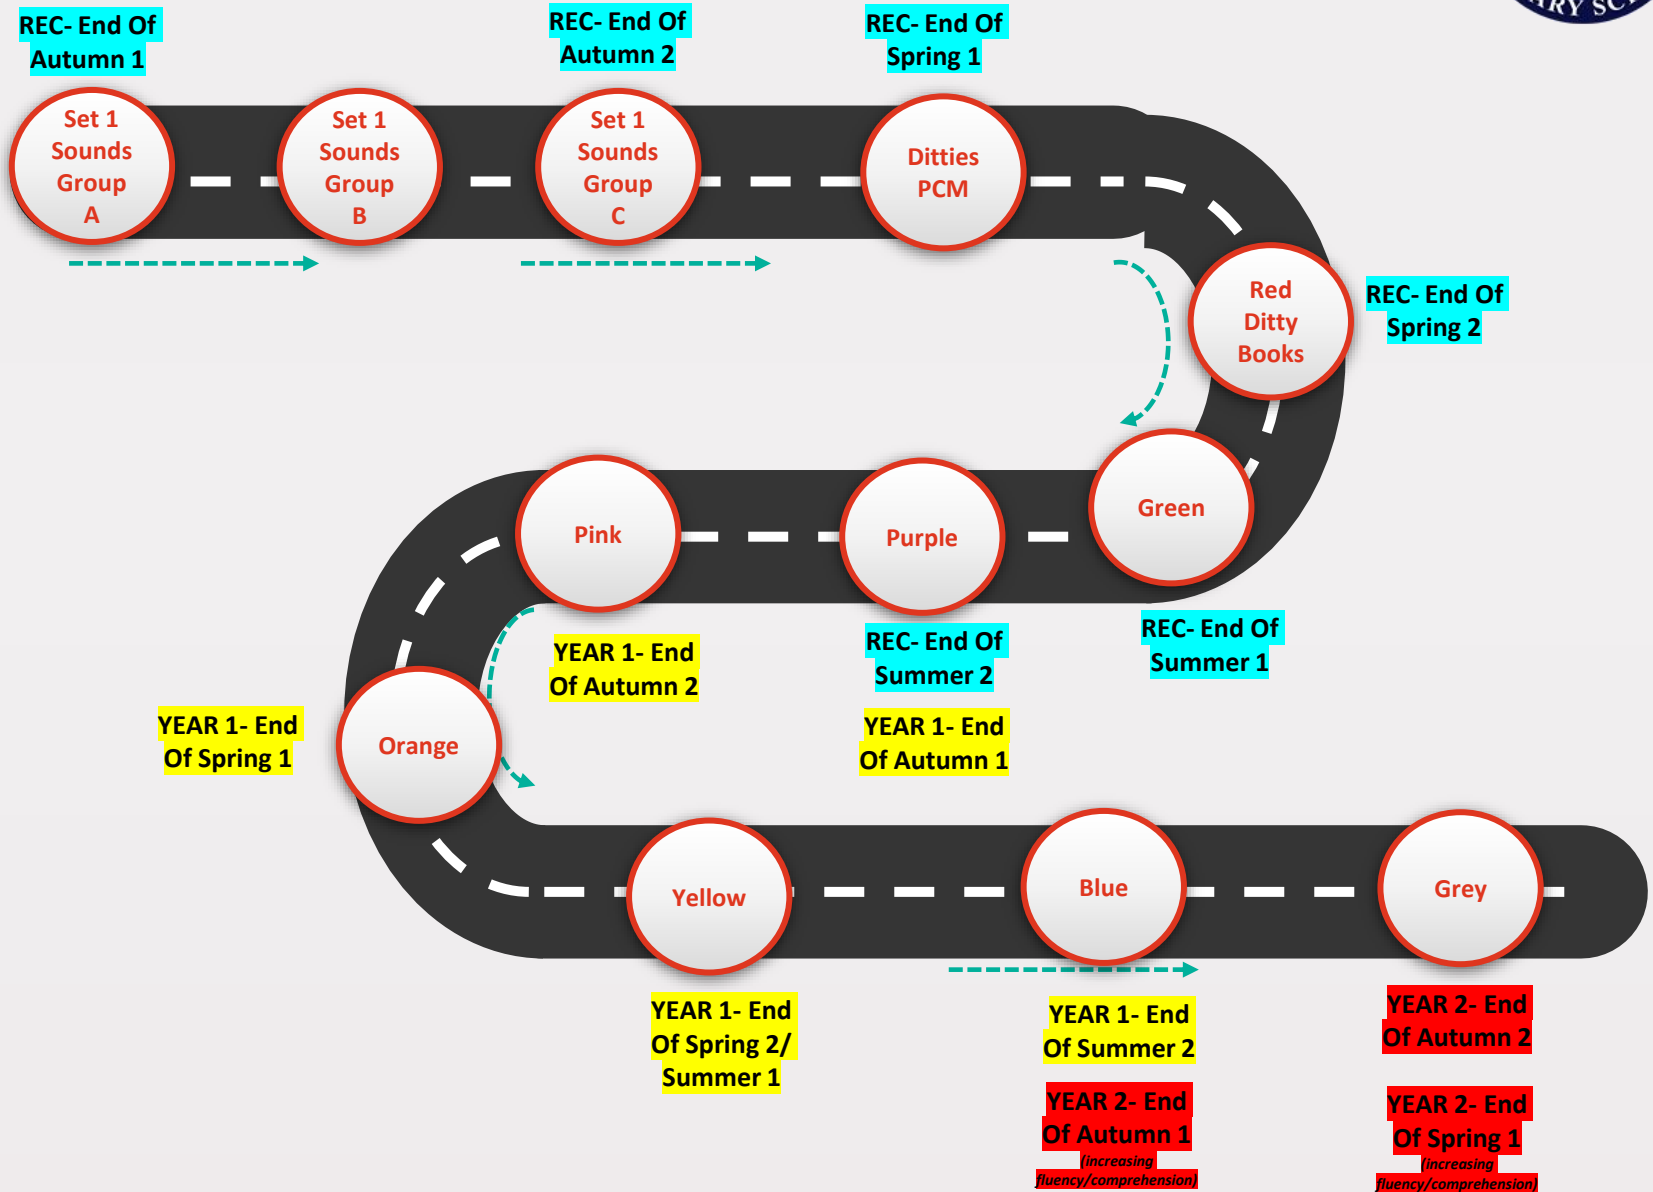 REC- End Of
Autumn 1
REC- End Of
Autumn 2
REC- End Of
Spring 1
Set 1
Sounds
Group
A
Set 1
Sounds
Group
B
Set 1
Sounds
Group
C
Ditties
PCM
Red
Ditty
Books
REC- End Of
Spring 2
Green
REC- End Of
Summer 1
Purple
REC- End Of
Summer 2
YEAR 1- End
Of Autumn 1
Pink
YEAR 1- End
Of Autumn 2
Orange
YEAR 1- End
Of Spring 1
Yellow
YEAR 1- End
Of Spring 2/
Summer 1
Blue
YEAR 1- End
Of Summer 2
YEAR 2- End
Of Autumn 1
(increasing
fluency/comprehension)
Grey
YEAR 2- End
Of Autumn 2
YEAR 2- End
Of Spring 1
(increasing
fluency/comprehension)